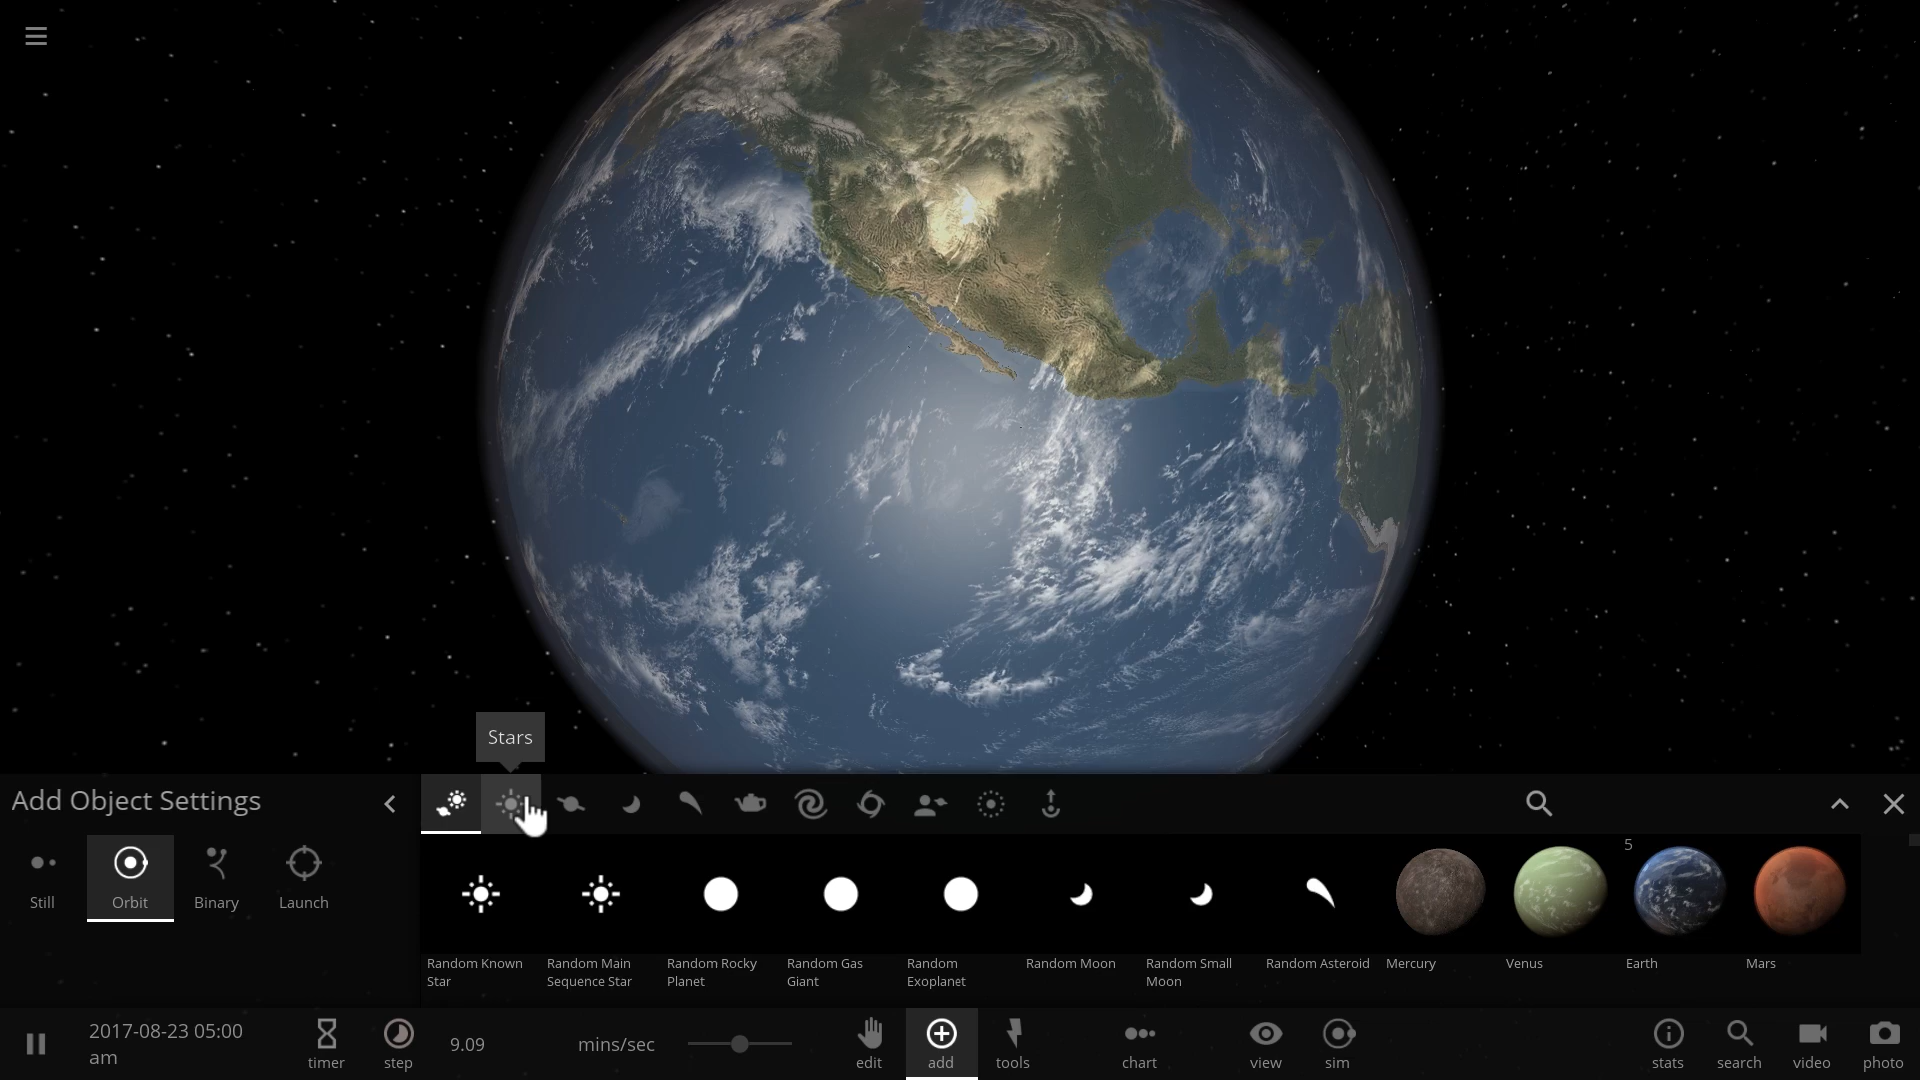 Stars
Add Object Settings
Still
Orbit
Binary
Launch
5
Random Known
Star
Random Main
Sequence Star
Random Rocky
Planet
Random Gas
Giant
Random
Exoplanet
Random Moon
Random Small
Moon
Random Asteroid
Mercury
Venus
Earth
Mars
2017-08-23 05:00
am
timer
step
9.09
mins/sec
edit
add
tools
chart
view
sim
stats
search
video
photo